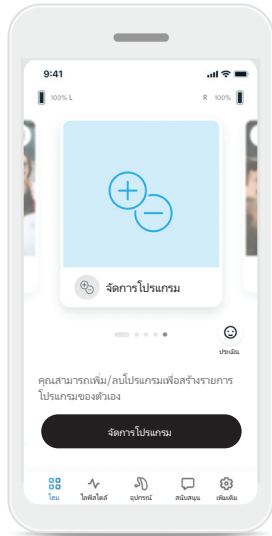 9:41
100% L
R 100%
จัดการโปรแกรม
ประเมิน
คุณสามารถเพิ่ม/ลบโปรแกรมเพื่อสร้างรายการ
โปรแกรมของตัวเอง
จัดการโปรแกรม
โฮม
ไลฟ์สไตล์
อุปกรณ์
สนับสนุน
เพิ่มเติม